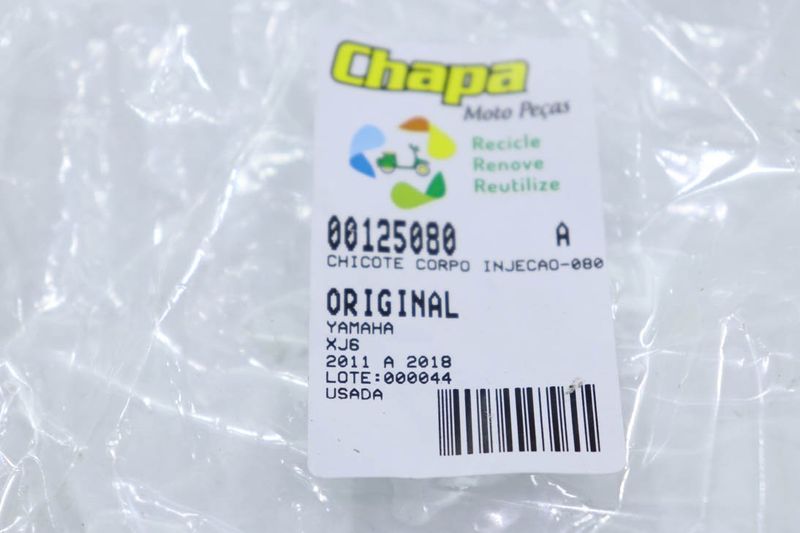 Chapa
Moto Peças
Recicle
Renove
Reutilize
00125080 A
CHICOTE CORPO INJECAO-080
ORIGINAL
YAMAHA
XJ6
2011 A 2018
LOTE:000044
USADA